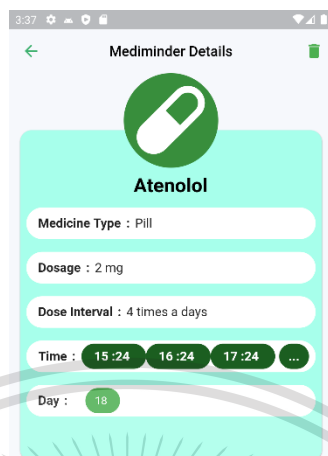 3:37
Mediminder Details
Atenolol
Medicine Type : Pill
Dosage : 2 mg
Dose Interval : 4 times a days
Time : 15 :24 16 :24 17 :24 ...
Day : 18